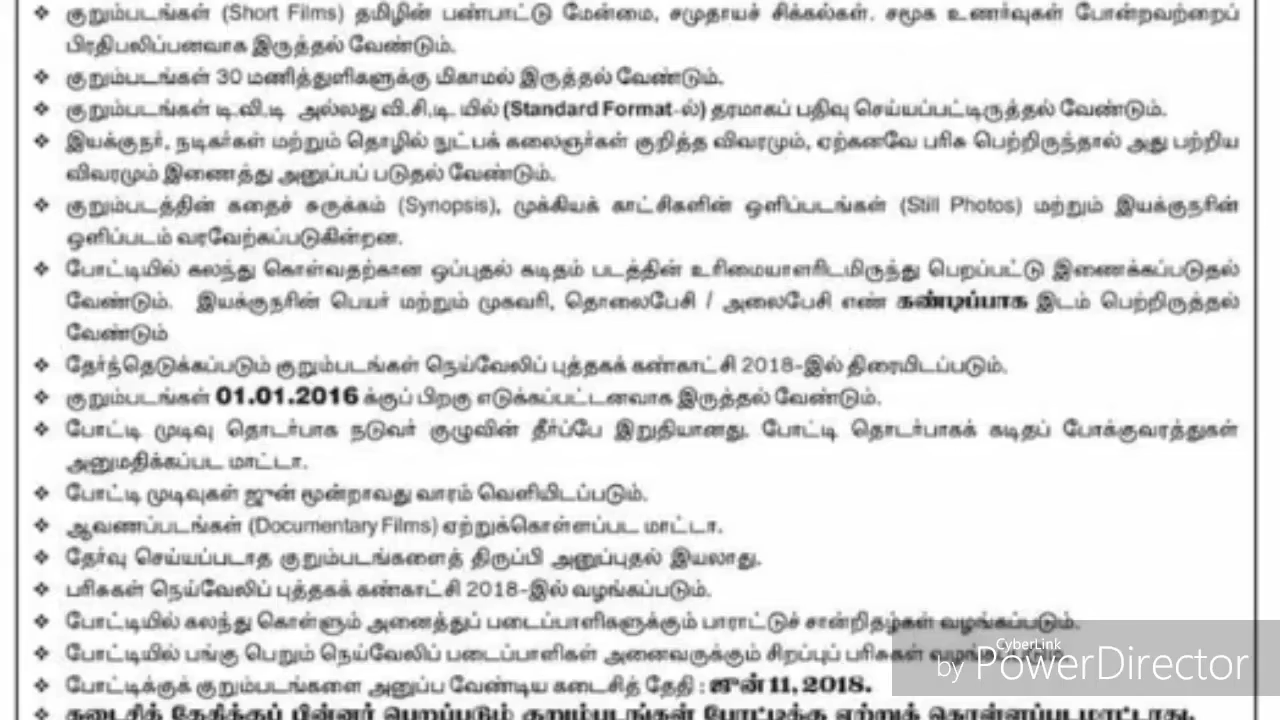 ❖ குறும்படங்கள் (Short Films) தமிழின் பண்பாட்டு மேன்மை, சமுதாயச் சிக்கல்கள். சமூக உணர்வுகள் போன்றவற்றைப்
பிரதிபலிப்பனவாக இருத்தல் வேண்டும்.
❖ குறும்படங்கள் 30 மணித்துளிகளுக்கு மிகாமல் இருத்தல் வேண்டும்.
❖ குறும்படங்கள் டி.வி.டி அல்லது வி.சி.டி. யில் (Standard Format-ல்) தரமாகப் பதிவு செய்யப்பட்டிருத்தல் வேண்டும்.
❖ இயக்குநர், நடிகர்கள் மற்றும் தொழில் நுட்பக் கலைஞர்கள் குறித்த விவரமும், ஏற்கனவே பரிசு பெற்றிருந்தால் அது பற்றிய
விவரமும் இணைத்து அனுப்பப் படுதல் வேண்டும்.
❖ குறும்படத்தின் கதைச் சுருக்கம் (Synopsis), முக்கியக் காட்சிகளின் ஒளிப்படங்கள் (Still Photos) மற்றும் இயக்குநரின்
ஒளிப்படம் வரவேற்கப்படுகின்றன.
❖ போட்டியில் கலந்து கொள்வதற்கான ஒப்புதல் கடிதம் படத்தின் உரிமையாளரிடமிருந்து பெறப்பட்டு இணைக்கப்படுதல்
வேண்டும். இயக்குநரின் பெயர் மற்றும் முகவரி, தொலைபேசி / அலைபேசி எண் கண்டிப்பாக இடம் பெற்றிருத்தல்
வேண்டும்
❖ தேர்ந்தெடுக்கப்படும் குறும்படங்கள் நெய்வேலிப் புத்தகக் கண்காட்சி 2018-இல் திரையிடப்படும்.
❖ குறும்படங்கள் 01.01.2016 க்குப் பிறகு எடுக்கப்பட்டனவாக இருத்தல் வேண்டும்.
❖ போட்டி முடிவு தொடர்பாக நடுவர் குழுவின் தீர்ப்பே இறுதியானது. போட்டி தொடர்பாகக் கடிதப் போக்குவரத்துகள்
அனுமதிக்கப்பட மாட்டா.
❖ போட்டி முடிவுகள் ஜுன் மூன்றாவது வாரம் வெளியிடப்படும்.
❖ ஆவணப்படங்கள் (Documentary Films) ஏற்றுக்கொள்ளப்பட மாட்டா.
❖ தேர்வு செய்யப்படாத குறும்படங்களைத் திருப்பி அனுப்புதல் இயலாது.
❖ பரிசுகள் நெய்வேலிப் புத்தகக் கண்காட்சி 2018-இல் வழங்கப்படும்.
❖ போட்டியில் கலந்து கொள்ளும் அனைத்துப் படைப்பாளிகளுக்கும் பாராட்டுச் சான்றிதழ்கள் வழங்கப்படும்.
❖ போட்டியில் பங்கு பெறும் நெய்வேலிப் படைப்பாளிகள் அனைவருக்கும் சிறப்புப் பரிசுகள்
❖ போட்டிக்குக் குறும்படங்களை அனுப்ப வேண்டிய கடைசித் தேதி : ஜுன் 11, 2018.
❖ கடைசித் தேதிக்குப் பின்னர் பெறப்படும் குறும்படங்கள் போட்டிக்கு ஏற்றுக் கொள்ளப்படமாட்டாது.
CyberLink
by PowerDirector